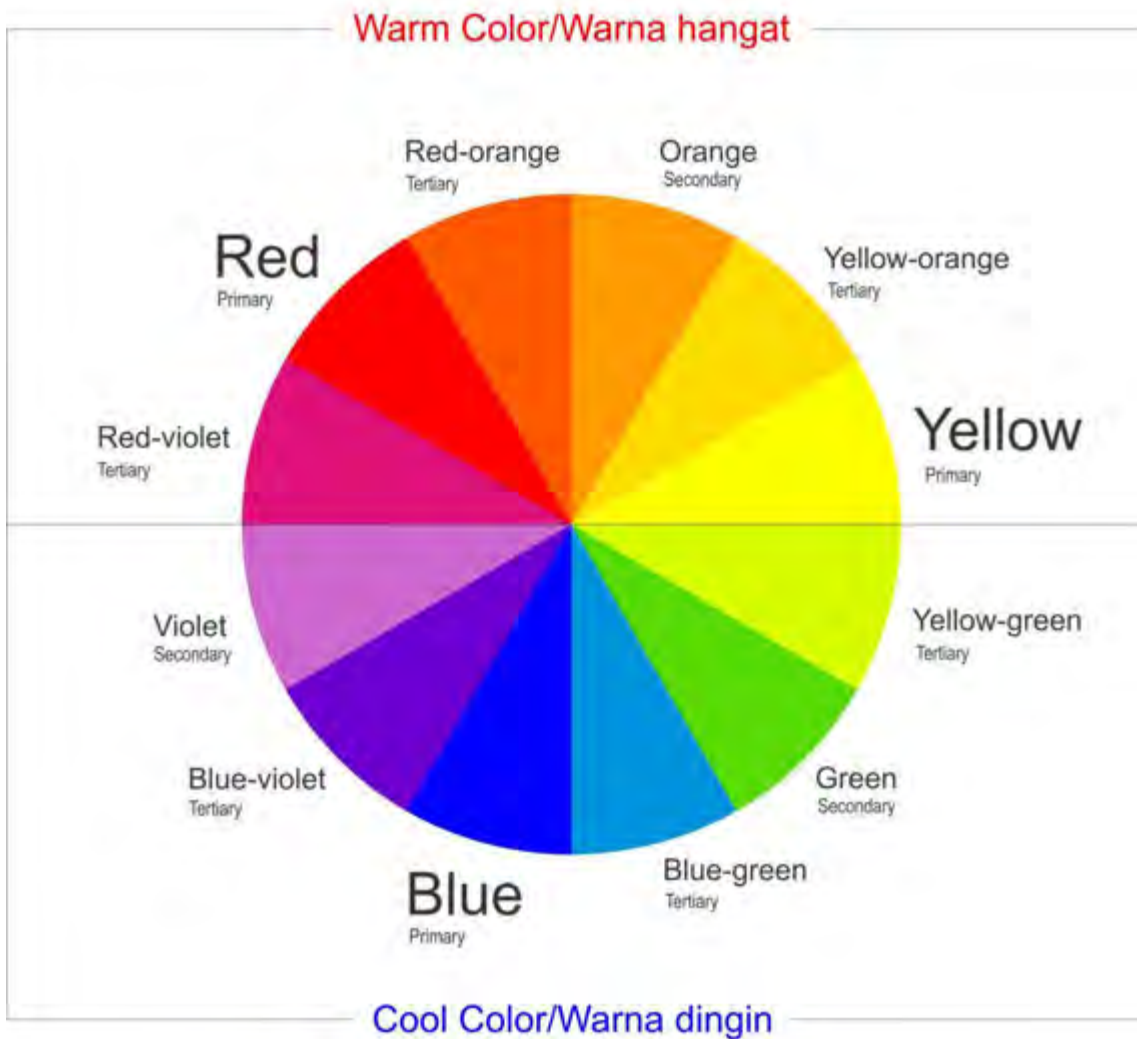 Warm Color/Warna hangat
Red-orange
Tertiary
Orange
Secondary
Red
Primary
Yellow-orange
Tertiary
Red-violet
Tertiary
Yellow
Primary
Violet
Secondary
Yellow-green
Tertiary
Blue-violet
Tertiary
Green
Secondary
Blue
Primary
Blue-green
Tertiary
Cool Color/Warna dingin